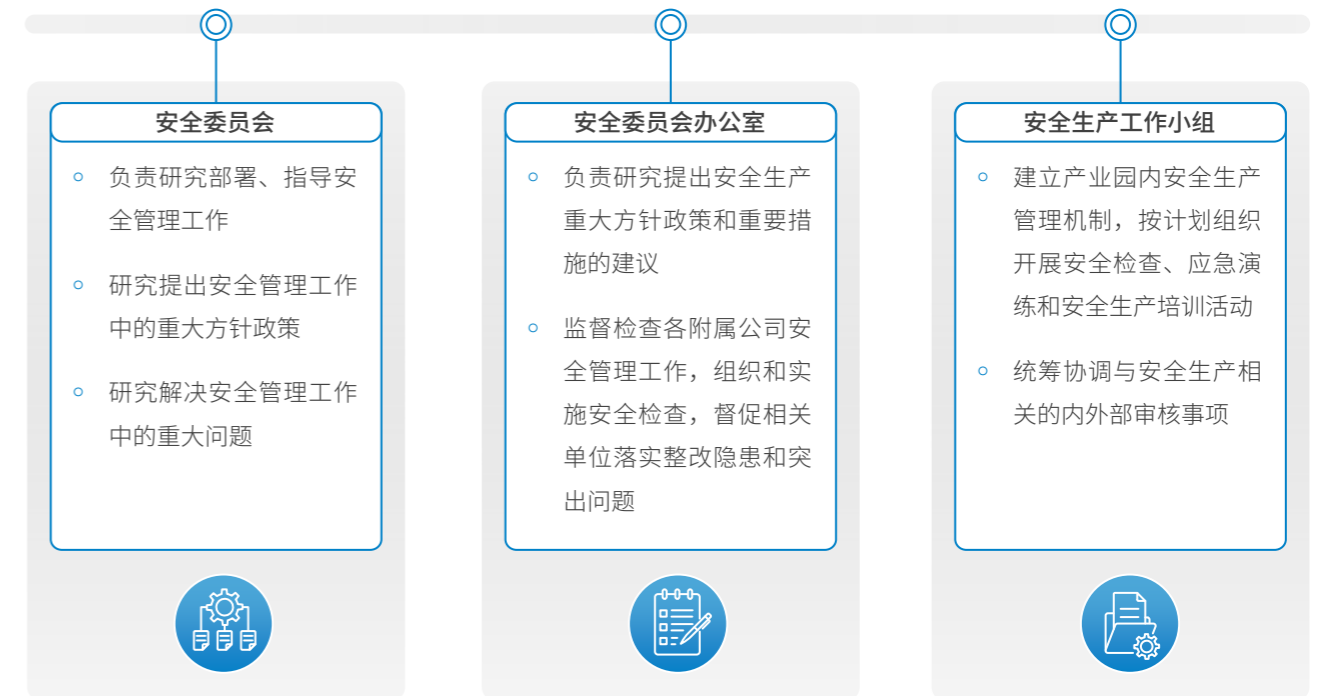 安全委员会
负责研究部署、指导安
全管理工作
研究提出安全管理工作
中的重大方针政策
研究解决安全管理工作
中的重大问题
安全委员会办公室
负责研究提出安全生产
重大方针政策和重要措
施的建议
监督检查各附属公司安
全管理工作，组织和实
施安全检查，督促相关
单位落实整改隐患和突
出问题
安全生产工作小组
建立产业园内安全生产
管理机制，按计划组织
开展安全检查、应急演
练和安全生产培训活动
统筹协调与安全生产相
关的内外部审核事项